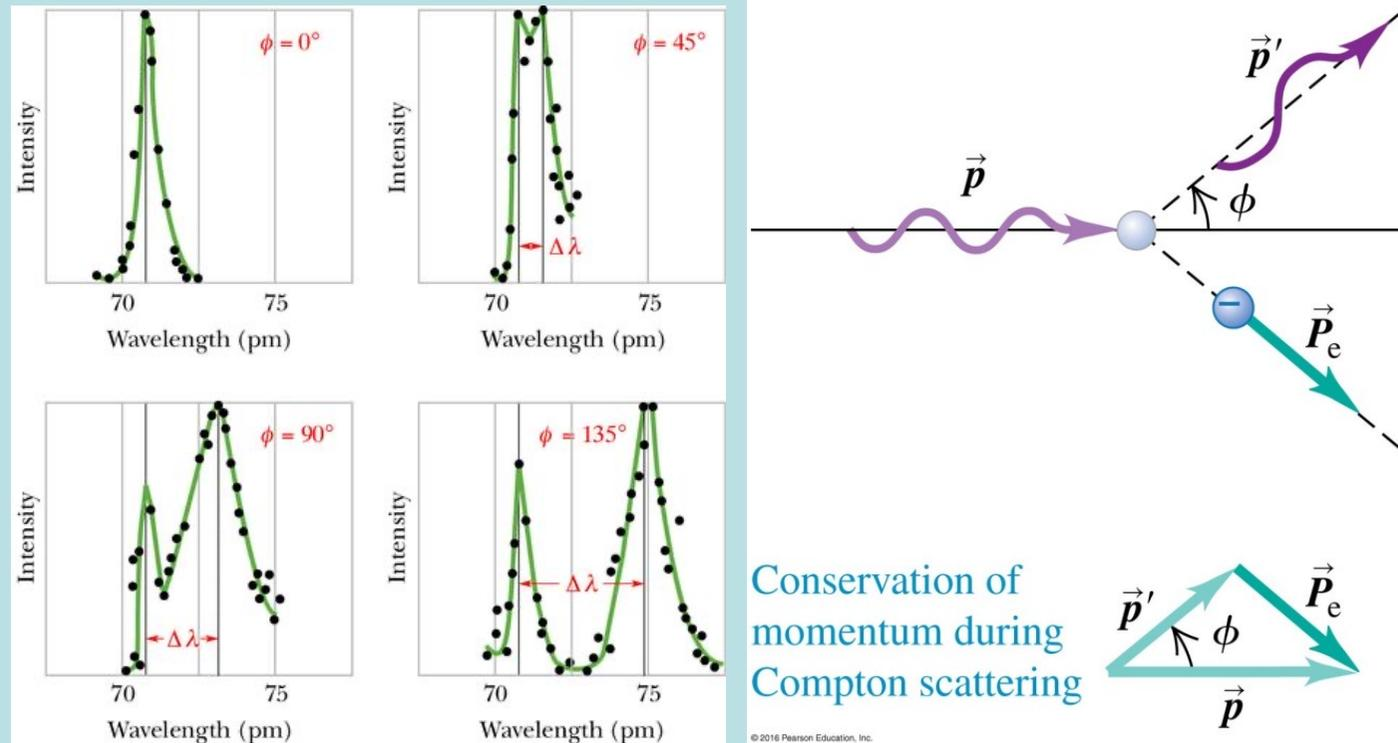 ϕ = 0°
Intensity
70 75
Wavelength (pm)
ϕ = 45°
Intensity
Δλ
70 75
Wavelength (pm)
ϕ = 90°
Intensity
Δλ
70 75
Wavelength (pm)
ϕ = 135°
Intensity
Δλ
70 75
Wavelength (pm)
p⃗
p⃗′
ϕ
P⃗e
Conservation of
momentum during
Compton scattering
p⃗′
ϕ
P⃗e
p⃗
© 2016 Pearson Education, Inc.